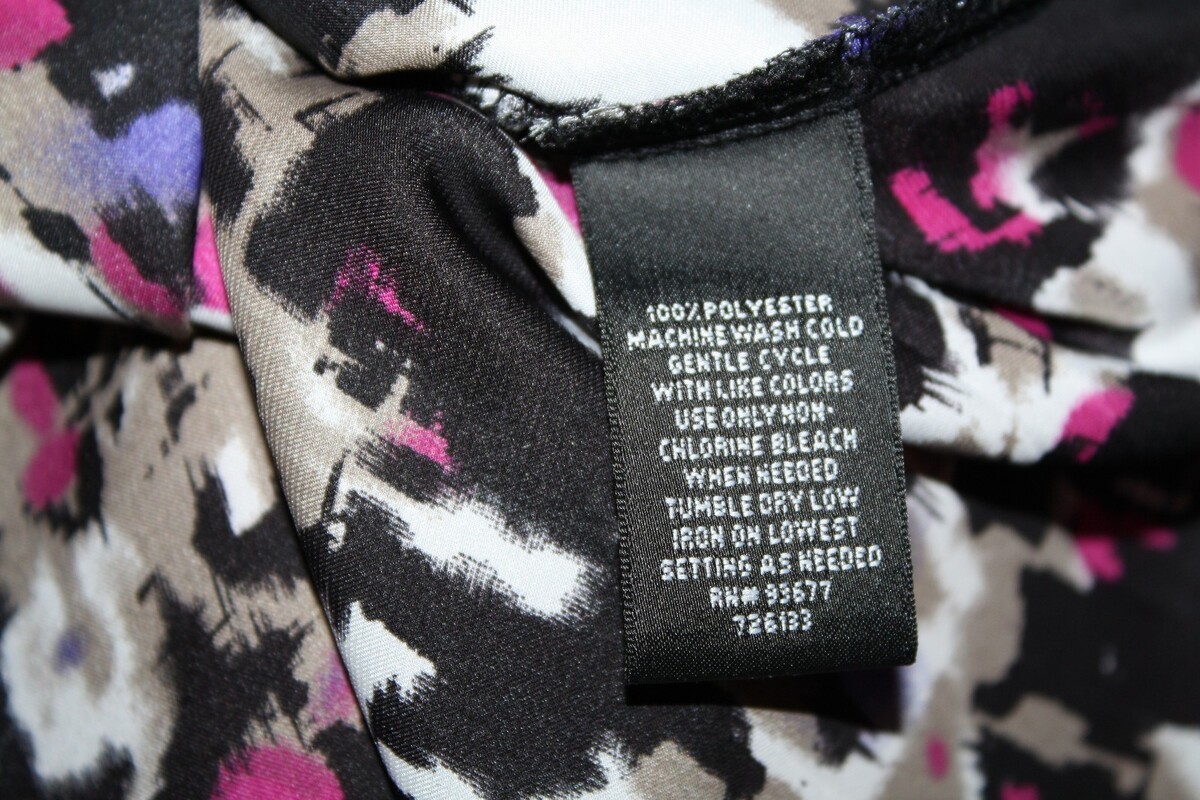 100% POLYESTER
MACHINE WASH COLD
GENTLE CYCLE
WITH LIKE COLORS
USE ONLY NON-
CHLORINE BLEACH
WHEN NEEDED
TUMBLE DRY LOW
IRON ON LOWEST
SETTING AS NEEDED
RN# 93677